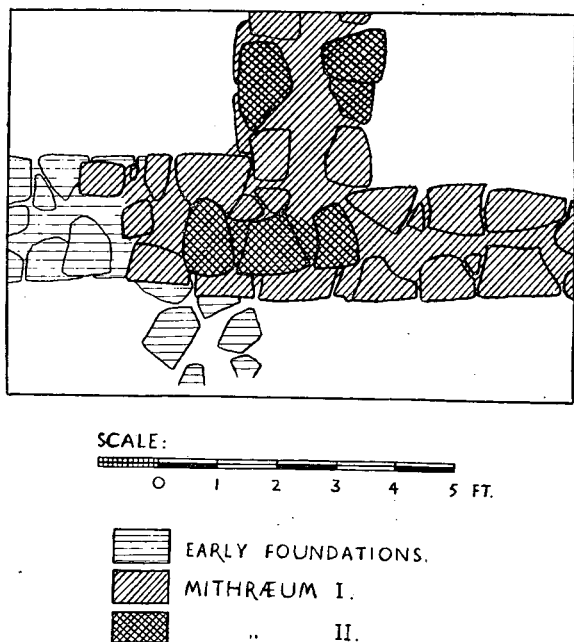 SCALE:
0 1 2 3 4 5 FT.
EARLY FOUNDATIONS.
MITHRÆUM I.
„ II.